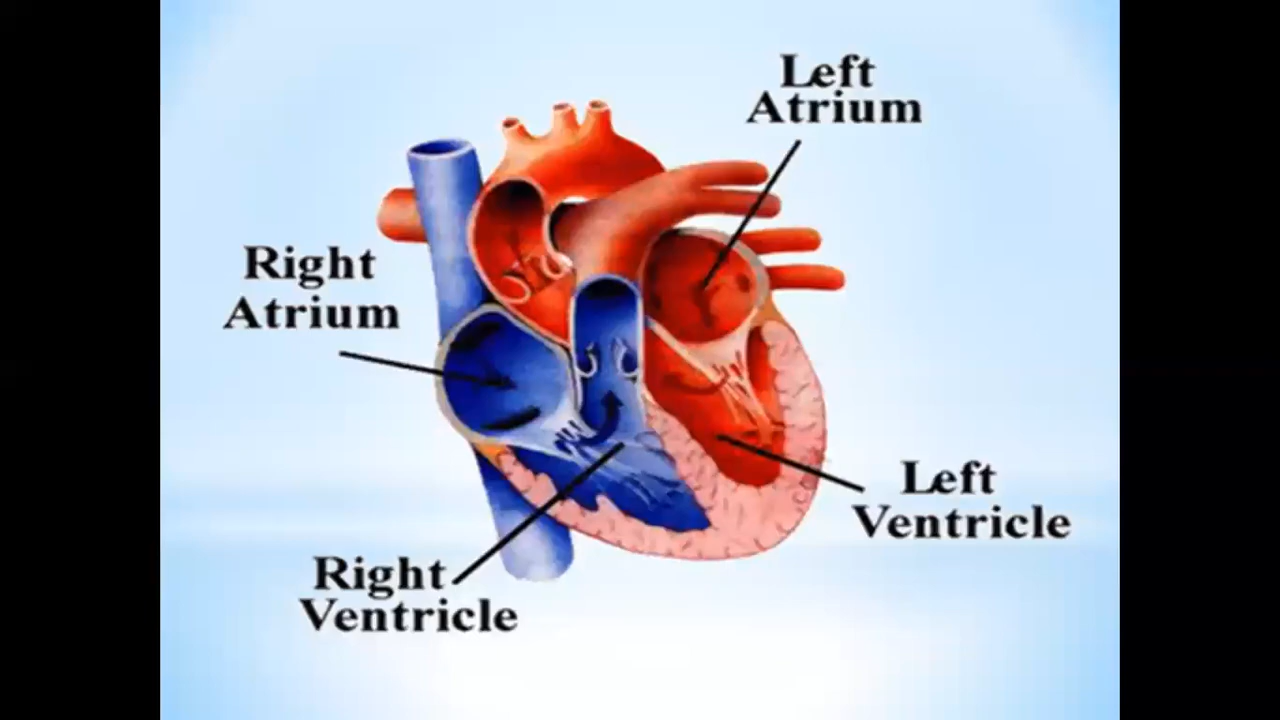 Left
Atrium
Right
Atrium
Left
Ventricle
Right
Ventricle